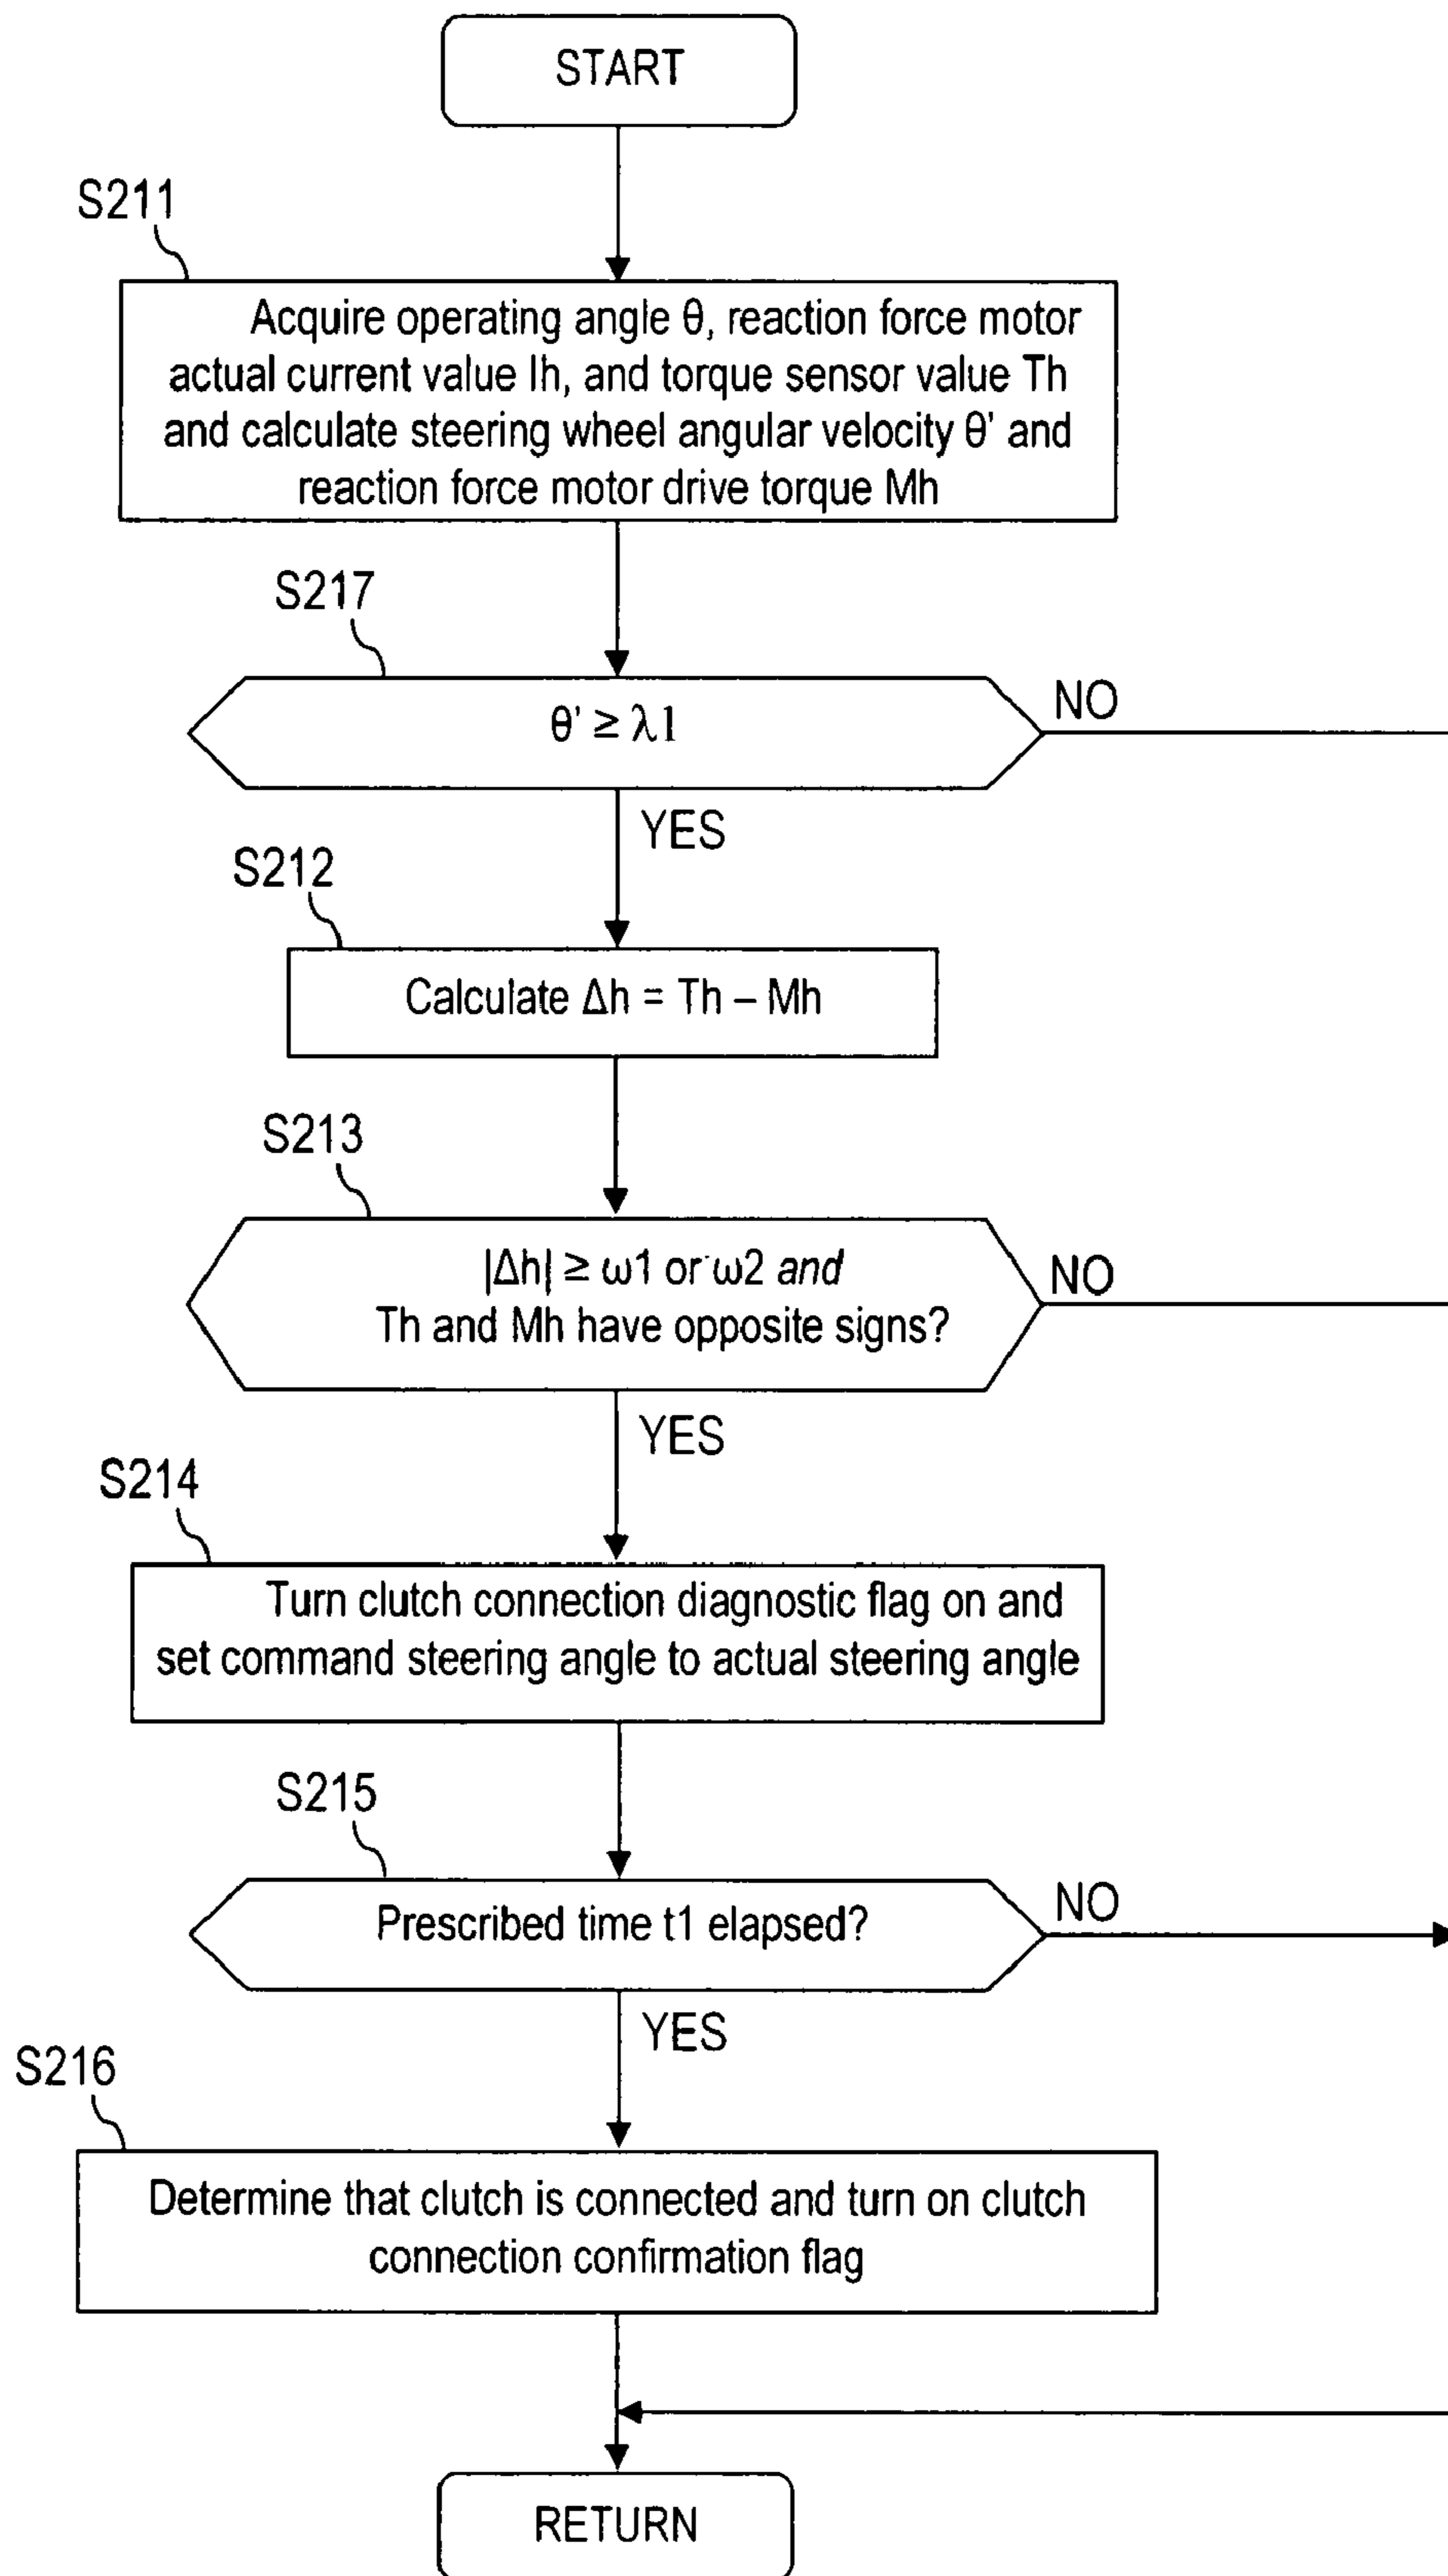 START
S211
Acquire operating angle θ, reaction force motor
actual current value Ih, and torque sensor value Th
and calculate steering wheel angular velocity θ’ and
reaction force motor drive torque Mh
S217
θ’ ≥ λ1
NO
YES
S212
Calculate Δh = Th – Mh
S213
|Δh| ≥ ω1 or ω2 and
Th and Mh have opposite signs?
NO
YES
S214
Turn clutch connection diagnostic flag on and
set command steering angle to actual steering angle
S215
Prescribed time t1 elapsed?
NO
YES
S216
Determine that clutch is connected and turn on clutch
connection confirmation flag
RETURN